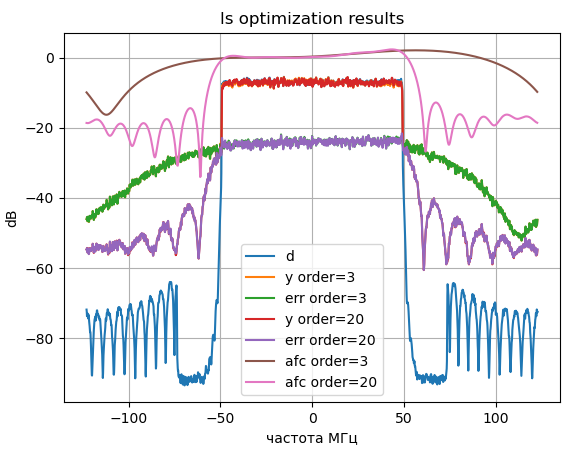 ls optimization results
0
−20
−40
−60
−80
dB
d
y order=3
err order=3
y order=20
err order=20
afc order=3
afc order=20
−100
−50
0
50
100
частота МГц